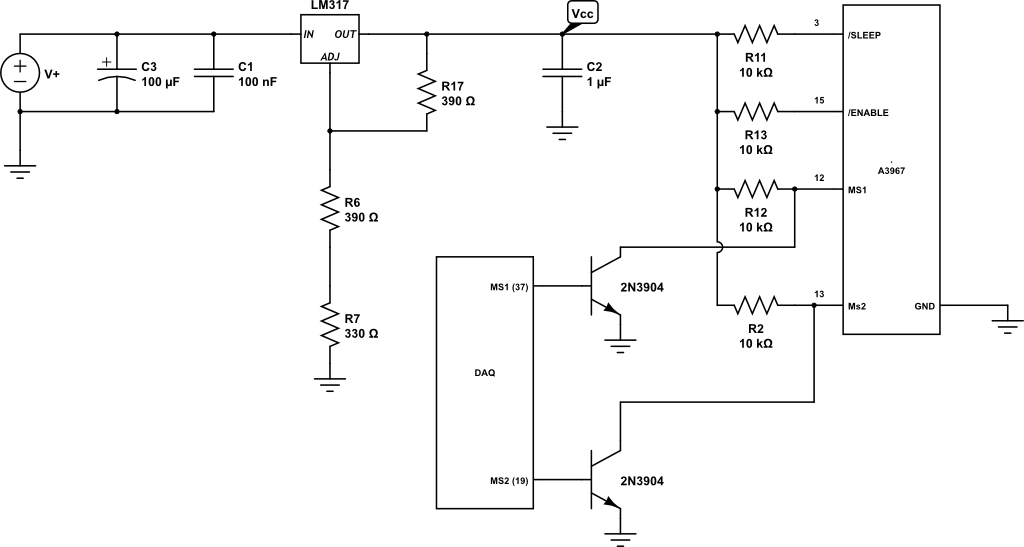 LM317
Vcc
IN
OUT
ADJ
V+
+
C3
100 µF
C1
100 nF
R17
390 Ω
C2
1 µF
R11
10 kΩ
3
/SLEEP
R13
10 kΩ
15
/ENABLE
A3967
R12
10 kΩ
12
MS1
R6
390 Ω
MS1 (37)
2N3904
R2
10 kΩ
13
Ms2
GND
R7
330 Ω
DAQ
MS2 (19)
2N3904